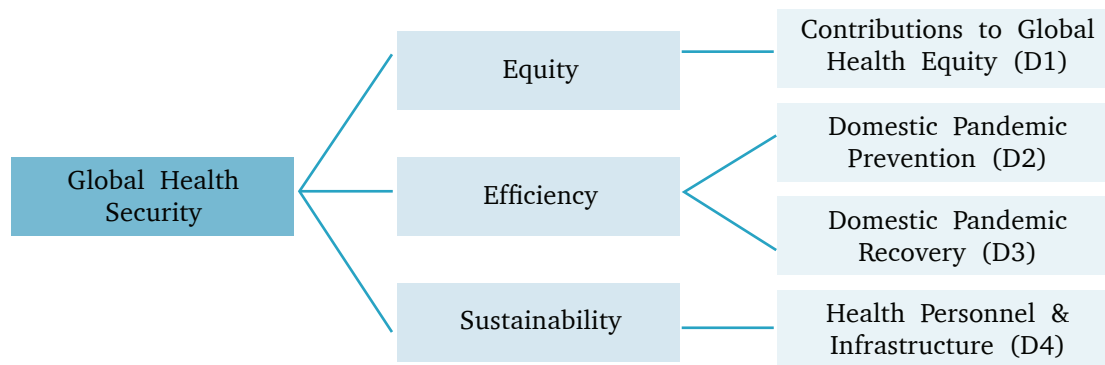 Global Health
Security
Equity
Efficiency
Sustainability
Contributions to Global
Health Equity (D1)
Domestic Pandemic
Prevention (D2)
Domestic Pandemic
Recovery (D3)
Health Personnel &
Infrastructure (D4)